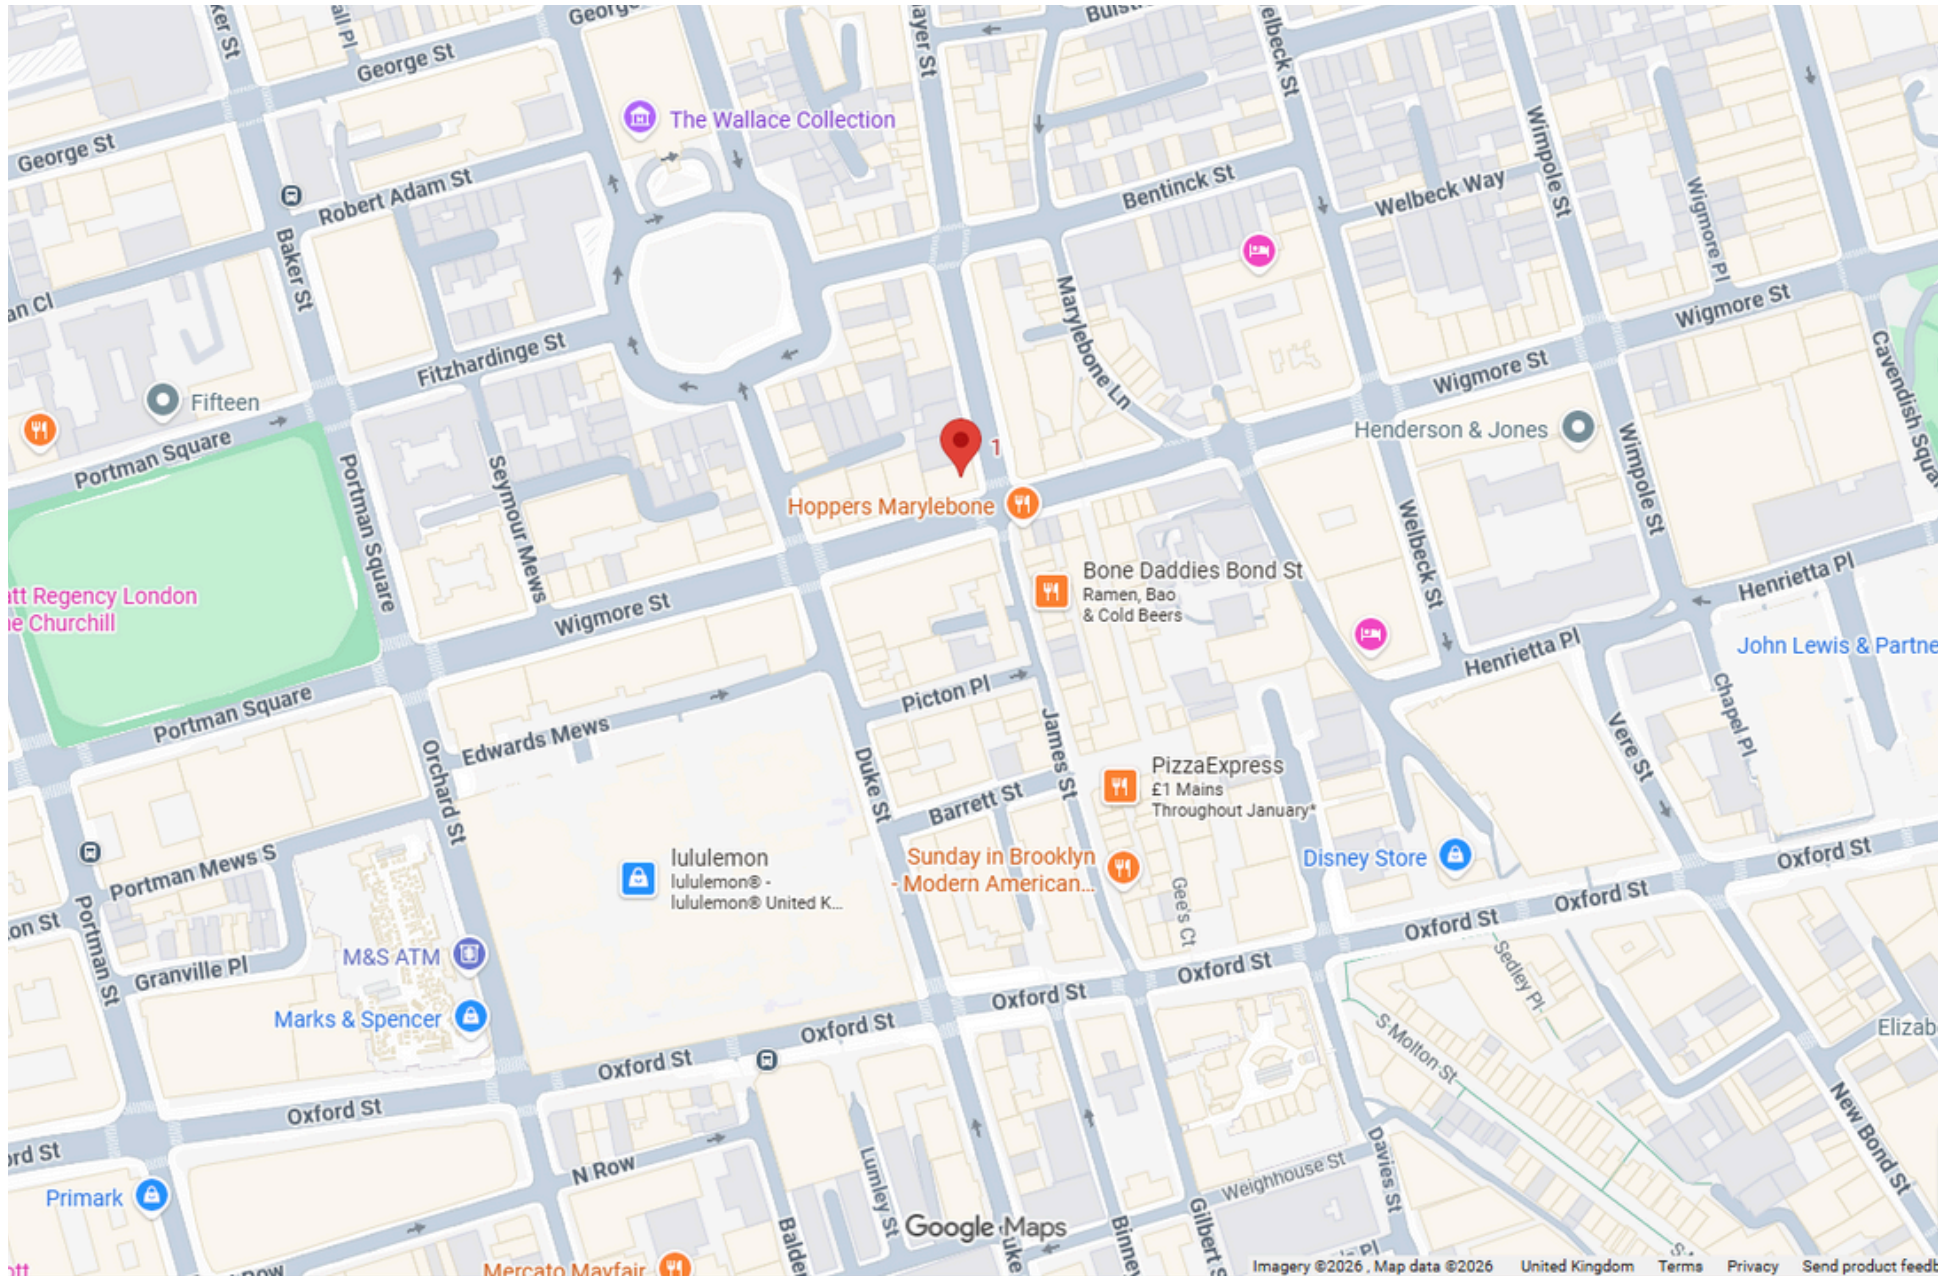 George St
The Wallace Collection
George St
Robert Adam St
Bentinck St
Welbeck Way
Wimpole St
Wigmore Pl
Baker St
Marylebone Ln
Wigmore St
Fitzhardinge St
Wigmore St
Fifteen
Portman Square
Henderson & Jones
1
Hoppers Marylebone
Seymour Mews
Portman Square
Wimpole St
Welbeck St
Bone Daddies Bond St
Ramen, Bao
& Cold Beers
Henrietta Pl
att Regency London
e Churchill
Wigmore St
John Lewis & Partne
Henrietta Pl
Picton Pl
Portman Square
Edwards Mews
Chapel Pl
James St
Vere St
Orchard St
Duke St
PizzaExpress
£1 Mains
Throughout January*
Barrett St
Oxford St
lululemon
lululemon® -
lululemon® United K...
Sunday in Brooklyn
- Modern American...
Disney Store
Portman Mews S
Gee's Ct
Oxford St
Oxford St
Portman St
M&S ATM
Granville Pl
Oxford St
Sedley Pl
Oxford St
Marks & Spencer
Oxford St
Elizab
S Molton St
Oxford St
Oxford St
New Bond St
N Row
Davies St
Primark
Lumley St
Weighhouse St
Gilbert S
Google Maps
Binney
Mercato Mayfair
Imagery ©2026 , Map data ©2026 United Kingdom Terms Privacy Send product feedb